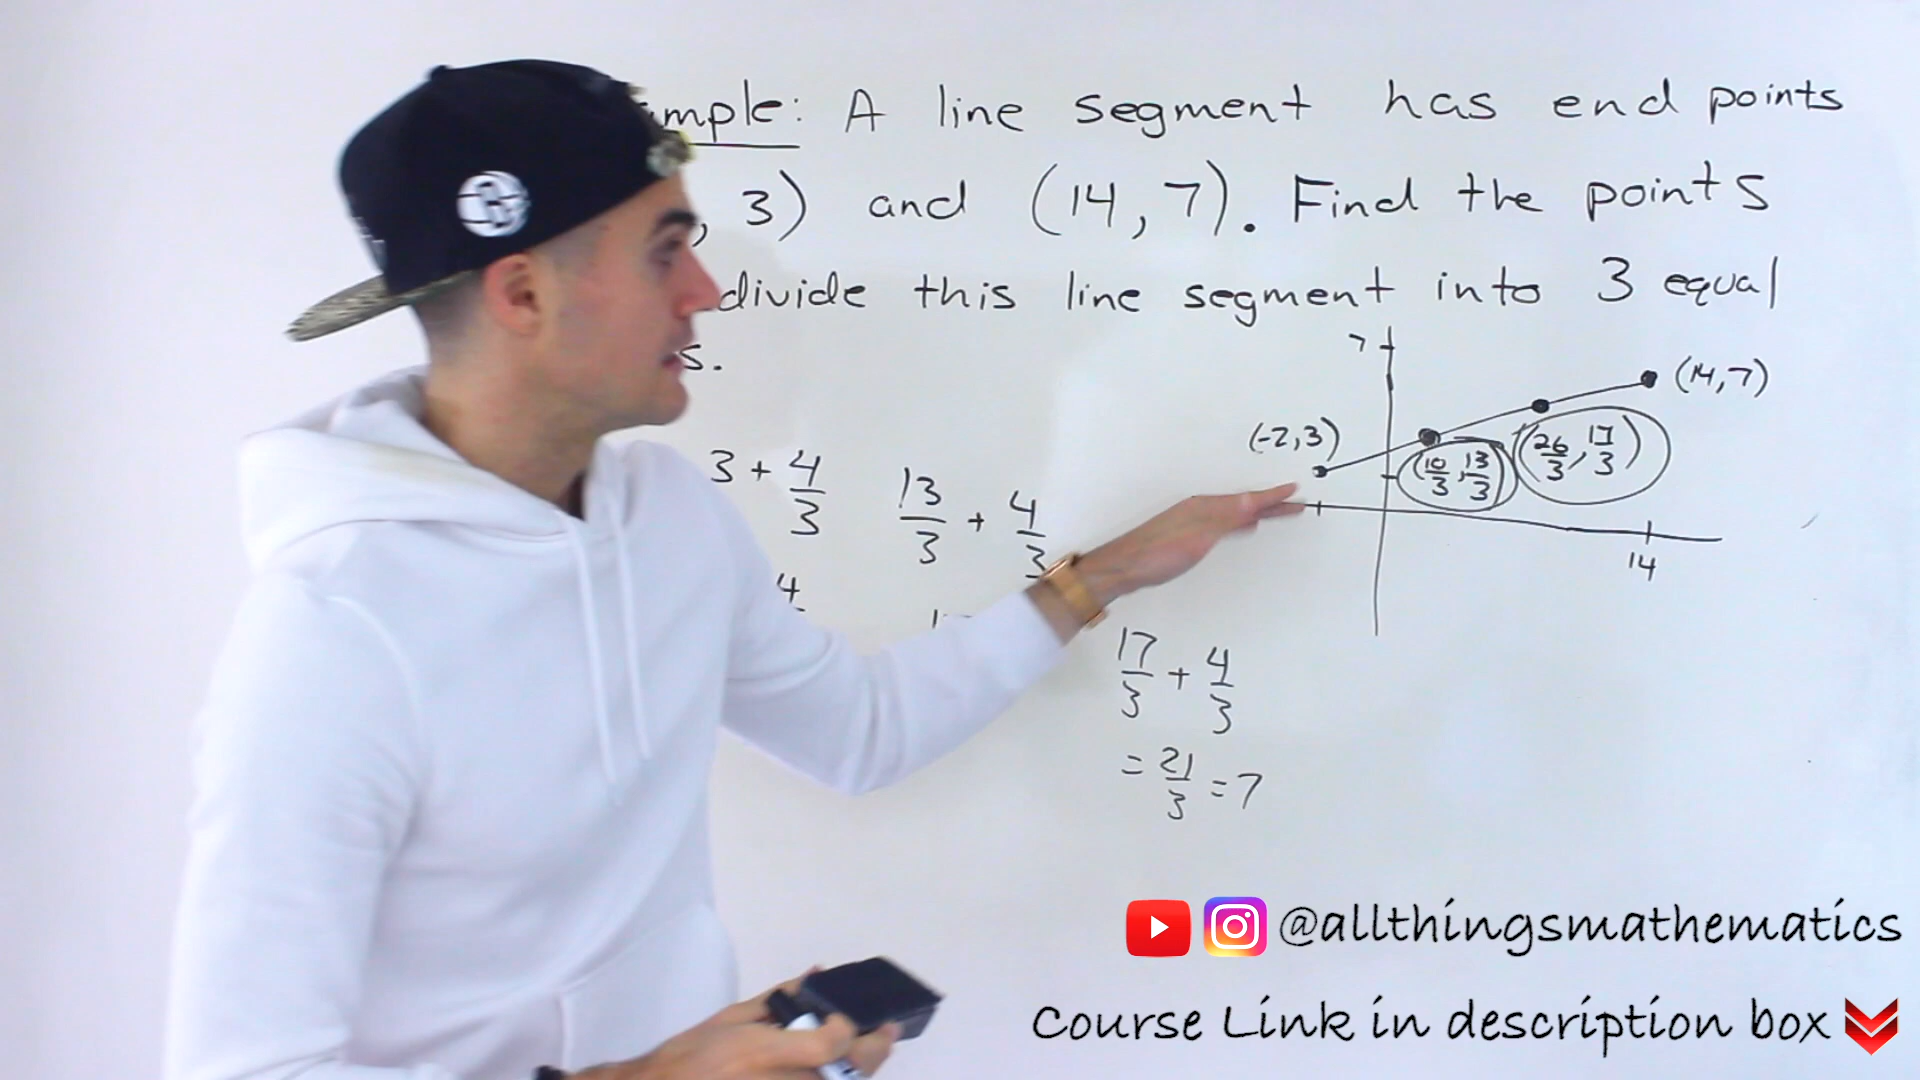 mple: A line segment has end points
, 3) and (14, 7). Find the points
divide this line segment into 3 equal
s.
7
(14,7)
(-2,3)
(10/3, 13/3)
(26/3, 17/3)
14
3 + 4/3
13/3 + 4/3
4
17/3 + 4/3
= 21/3 = 7
@allthingsmathematics
Course Link in description box